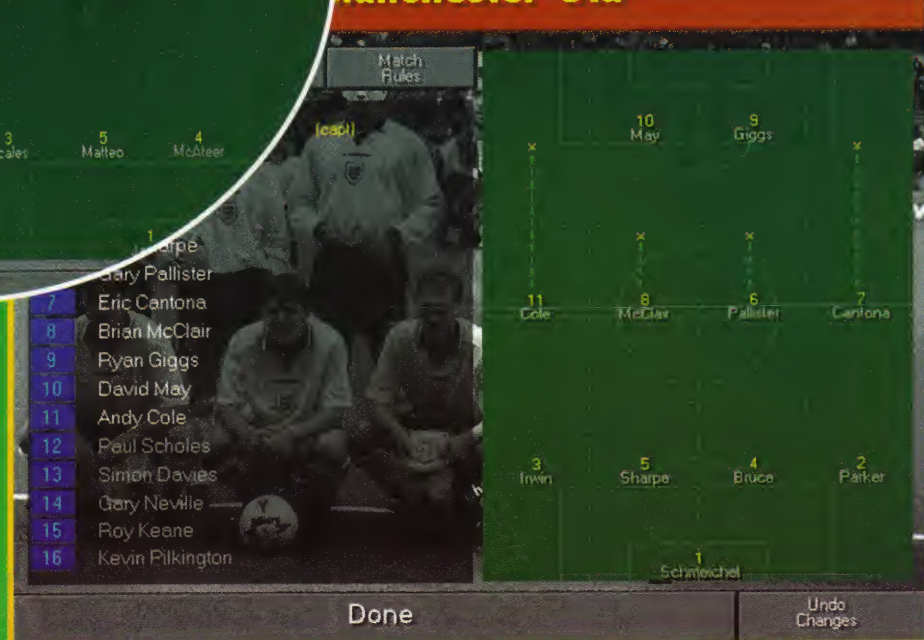 Manchester Utd
Match
Rules
(capt)
3
5 Matteo
4 McAteer
1
Gary Pallister
7 Eric Cantona
8 Brian McClair
9 Ryan Giggs
10 David May
11 Andy Cole
12 Paul Scholes
13 Simon Davies
14 Gary Neville
15 Roy Keane
16 Kevin Pilkington
10 May
9 Giggs
11 Cole
8 McClair
6 Pallister
7 Cantona
3 Irwin
5 Sharpe
4 Bruce
2 Parker
1
Schmeichel
Done
Undo
Changes